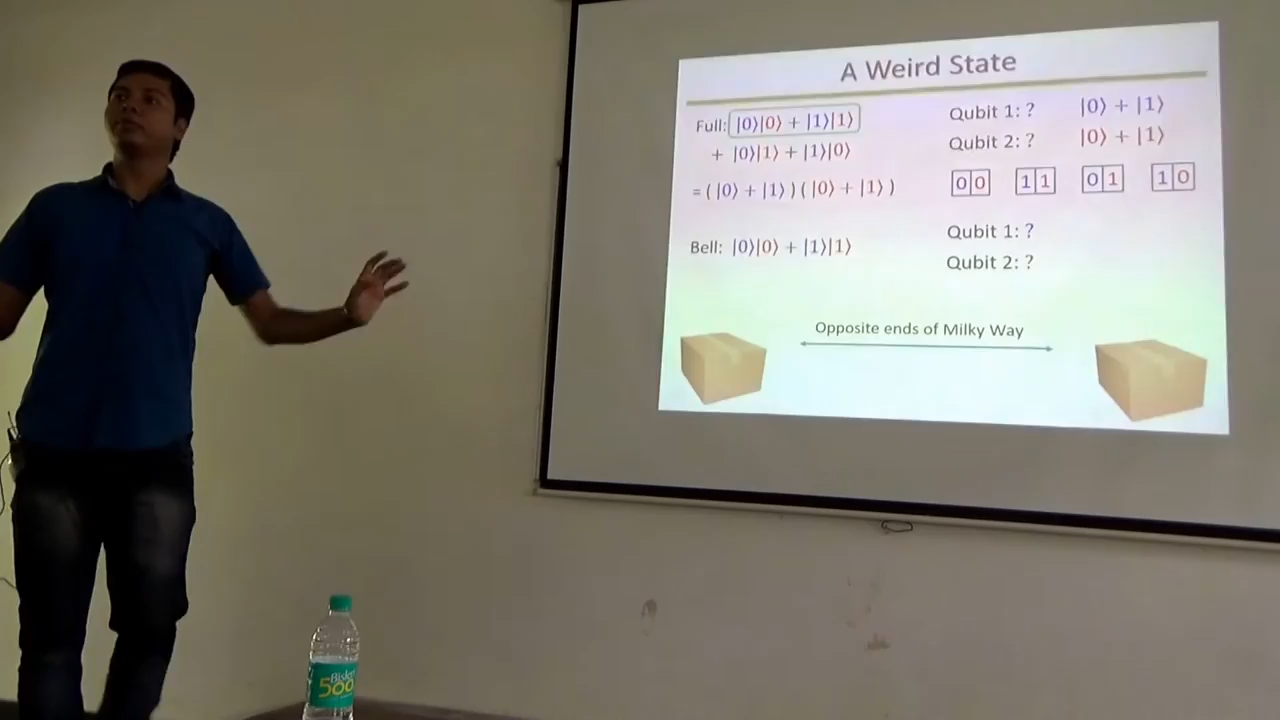 A Weird State
Full: |0⟩|0⟩ + |1⟩|1⟩
+ |0⟩|1⟩ + |1⟩|0⟩
= ( |0⟩ + |1⟩ ) ( |0⟩ + |1⟩ )
Qubit 1: ? |0⟩ + |1⟩
Qubit 2: ? |0⟩ + |1⟩
0 0 1 1 0 1 1 0
Bell: |0⟩|0⟩ + |1⟩|1⟩
Qubit 1: ?
Qubit 2: ?
Opposite ends of Milky Way
Bisleri
500